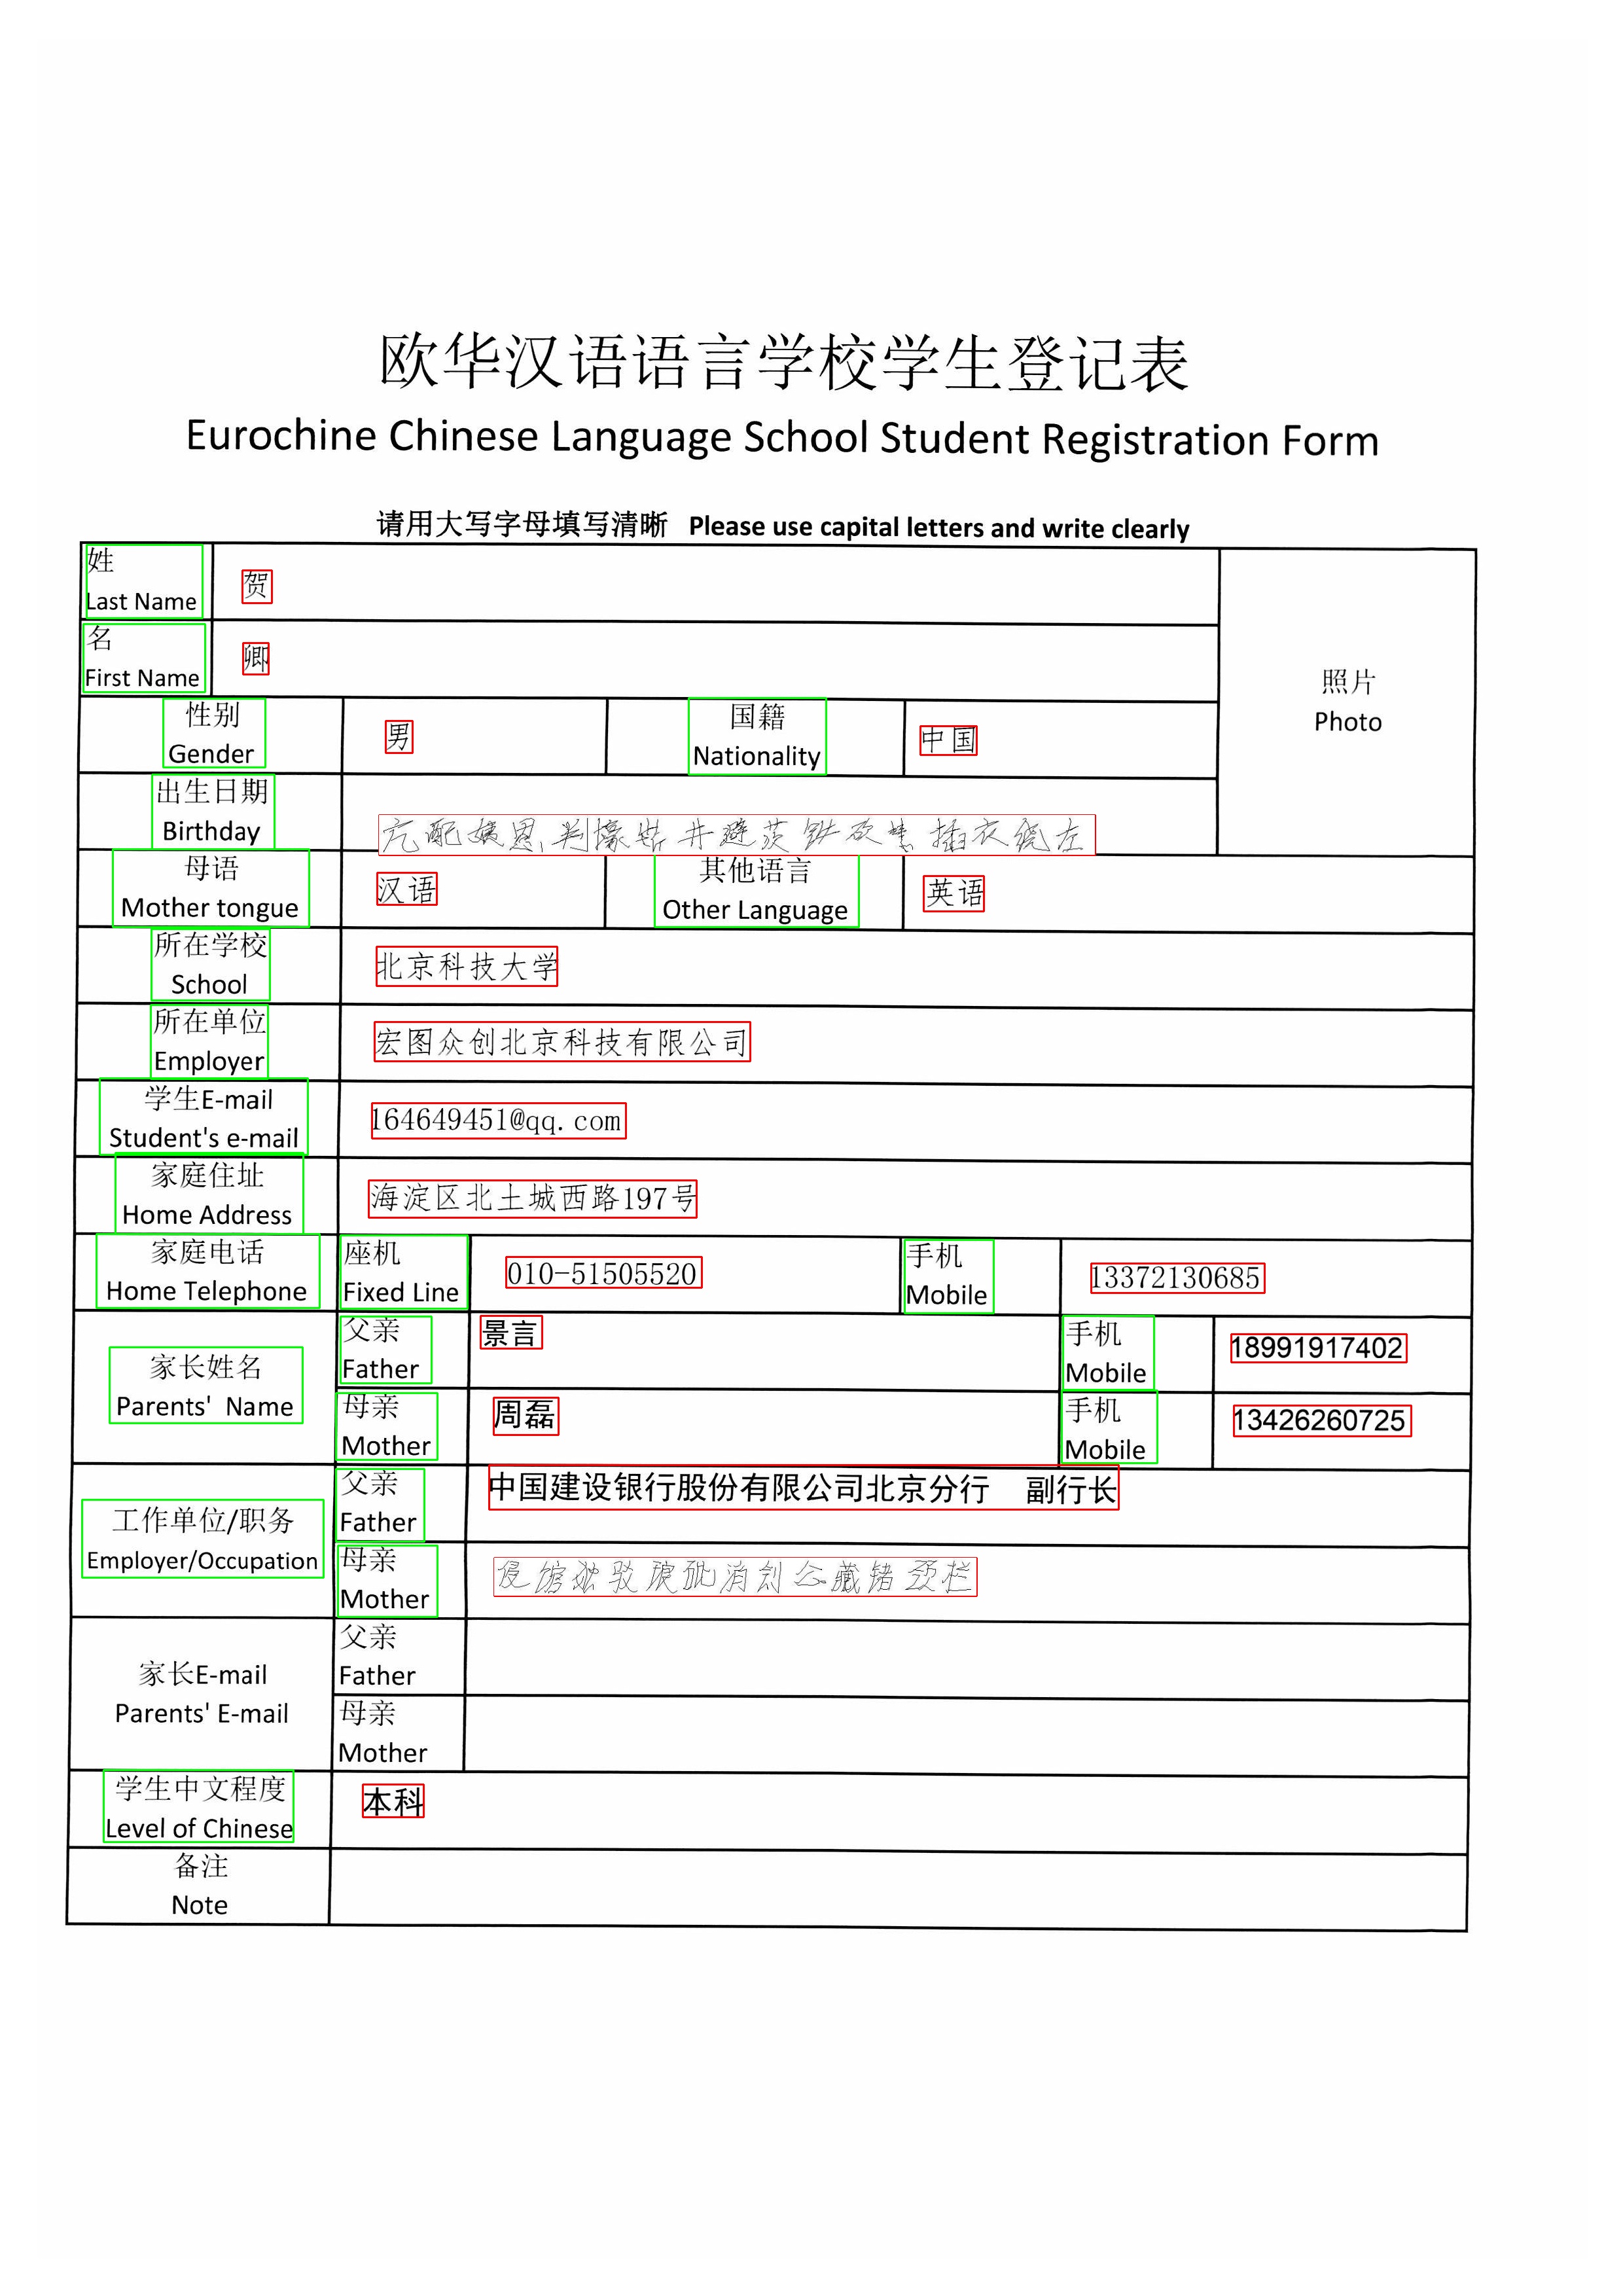 欧华汉语语言学校学生登记表
Eurochine Chinese Language School Student Registration Form
请用大写字母填写清晰 Please use capital letters and write clearly
姓
Last Name
贺
名
First Name
卿
照片
Photo
性别
Gender
男
国籍
Nationality
中国
出生日期
Birthday
母语
Mother tongue
汉语
其他语言
Other Language
英语
所在学校
School
北京科技大学
所在单位
Employer
宏图众创北京科技有限公司
学生E-mail
Student's e-mail
164649451@qq.com
家庭住址
Home Address
海淀区北土城西路197号
家庭电话
Home Telephone
座机
Fixed Line
010-51505520
手机
Mobile
13372130685
家长姓名
Parents' Name
父亲
Father
景言
手机
Mobile
18991917402
母亲
Mother
周磊
手机
Mobile
13426260725
工作单位/职务
Employer/Occupation
父亲
Father
中国建设银行股份有限公司北京分行 副行长
母亲
Mother
家长E-mail
Parents' E-mail
父亲
Father
母亲
Mother
学生中文程度
Level of Chinese
本科
备注
Note